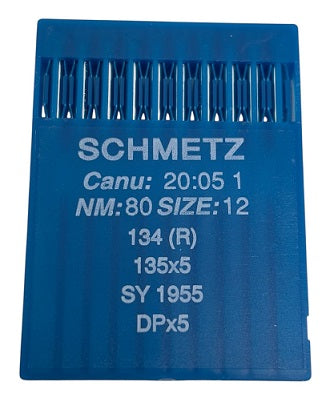 SCHMETZ
Canu: 20:05 1
NM:80 SIZE:12
134 (R)
135x5
SY 1955
DPx5